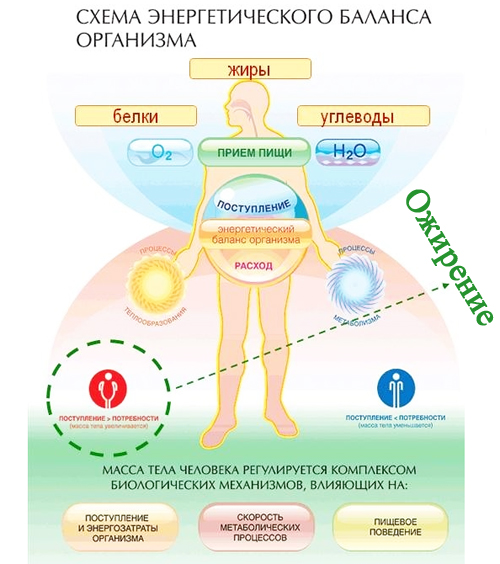 СХЕМА ЭНЕРГЕТИЧЕСКОГО БАЛАНСА
ОРГАНИЗМА
жиры
белки
углеводы
O2
ПРИЕМ ПИЩИ
H2O
ПОСТУПЛЕНИЕ
энергетический
баланс организма
РАСХОД
ПРОЦЕССЫ
ТЕПЛООБРАЗОВАНИЯ
ПРОЦЕССЫ
МЕТАБОЛИЗМА
Ожирение
ПОСТУПЛЕНИЕ > ПОТРЕБНОСТИ
(масса тела увеличивается)
ПОСТУПЛЕНИЕ < ПОТРЕБНОСТИ
(масса тела уменьшается)
МАССА ТЕЛА ЧЕЛОВЕКА РЕГУЛИРУЕТСЯ КОМПЛЕКСОМ
БИОЛОГИЧЕСКИХ МЕХАНИЗМОВ, ВЛИЯЮЩИХ НА:
ПОСТУПЛЕНИЕ
И ЭНЕРГОЗАТРАТЫ
ОРГАНИЗМА
СКОРОСТЬ
МЕТАБОЛИЧЕСКИХ
ПРОЦЕССОВ
ПИЩЕВОЕ
ПОВЕДЕНИЕ